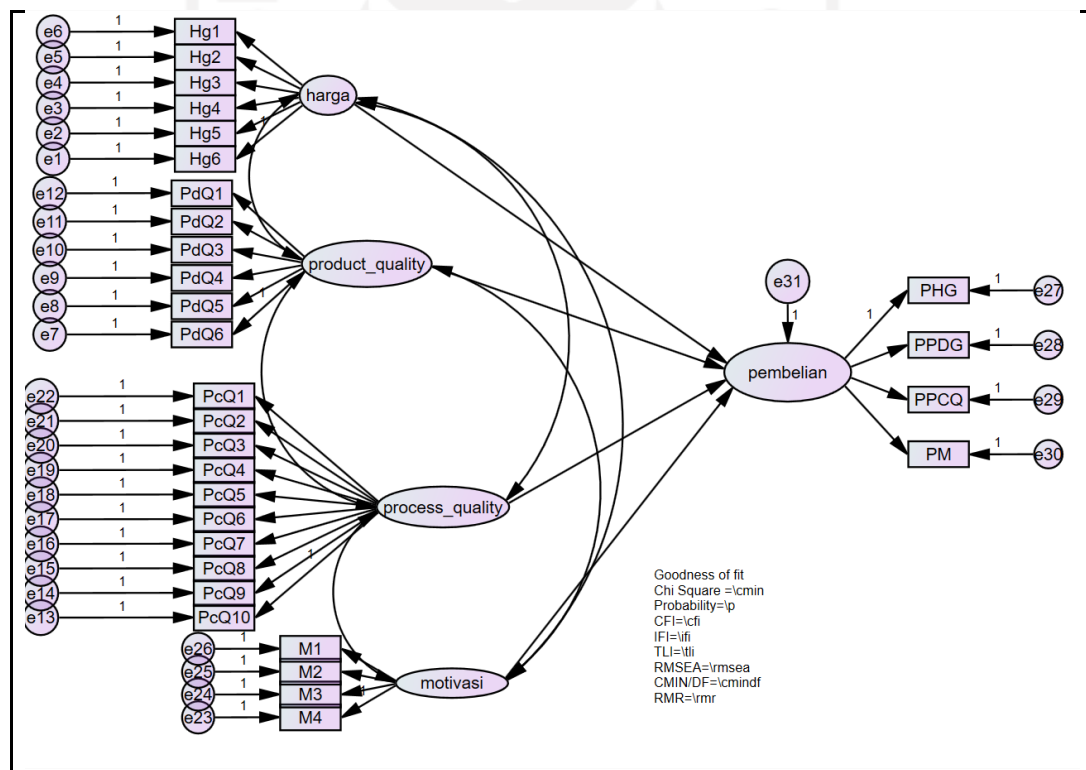 e6 1 Hg1
e5 1 Hg2
e4 1 Hg3
e3 1 Hg4
e2 1 Hg5 1
e1 1 Hg6
harga
e12 1 PdQ1
e11 1 PdQ2
e10 1 PdQ3
e9 1 PdQ4
e8 1 PdQ5 1
e7 1 PdQ6
product_quality
e22 1 PcQ1
e21 1 PcQ2
e20 1 PcQ3
e19 1 PcQ4
e18 1 PcQ5
e17 1 PcQ6
e16 1 PcQ7
e15 1 PcQ8 1
e14 1 PcQ9
e13 1 PcQ10
process_quality
e26 1 M1
e25 1 M2
e24 1 M3 1
e23 1 M4
motivasi
e31
1
pembelian
1 PHG 1 e27
PPDG 1 e28
PPCQ 1 e29
PM 1 e30
Goodness of fit
Chi Square =\cmin
Probability=\p
CFI=\cfi
IFI=\ifi
TLI=\tli
RMSEA=\rmsea
CMIN/DF=\cmindf
RMR=\rmr